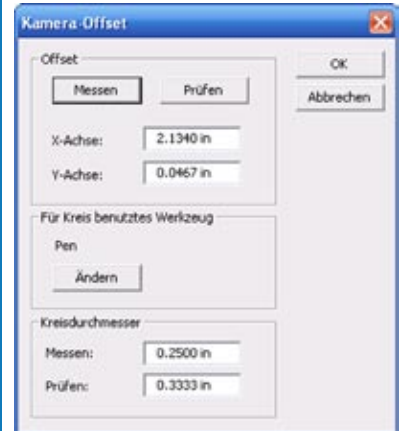 Kamera-Offset
Offset
Messen Prüfen
X-Achse: 2.1340 in
Y-Achse: 0.0467 in
OK
Abbrechen
Für Kreis benutztes Werkzeug
Pen
Ändern
Kreisdurchmesser
Messen: 0.2500 in
Prüfen: 0.3333 in